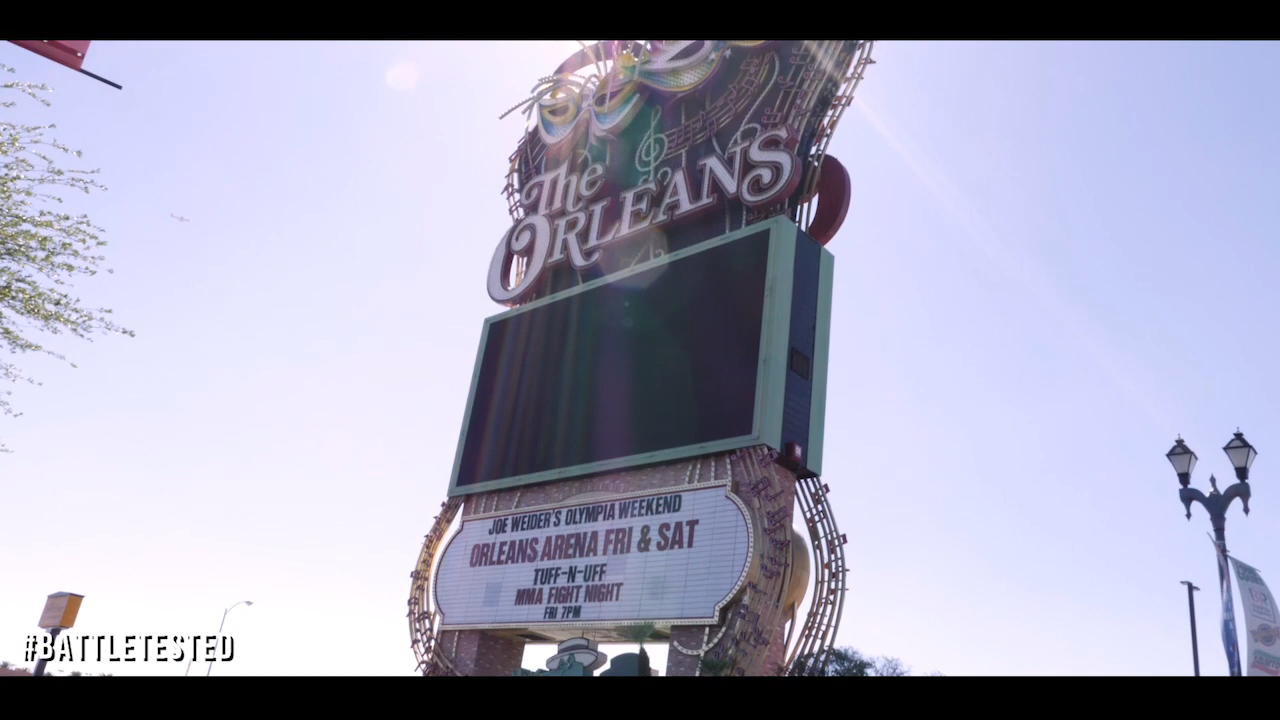 The
ORLEANS
JOE WEIDER'S OLYMPIA WEEKEND
ORLEANS ARENA FRI & SAT
TUFF-N-UFF
MMA FIGHT NIGHT
FRI 7PM
#BATTLETESTED